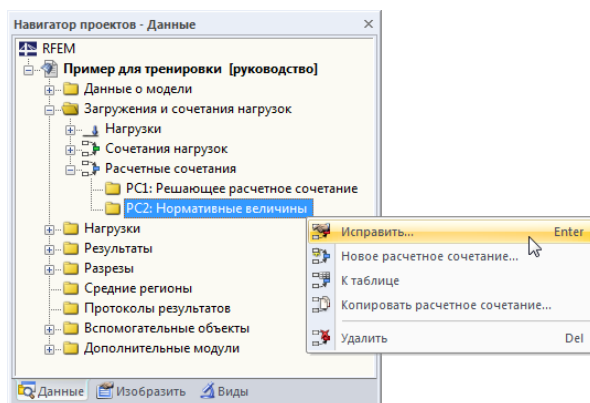 Навигатор проектов - Данные
RFEM
Пример для тренировки [руководство]
Данные о модели
Загружения и сочетания нагрузок
Нагрузки
Сочетания нагрузок
Расчетные сочетания
РС1: Решающее расчетное сочетание
РС2: Нормативные величины
Нагрузки
Результаты
Разрезы
Средние регионы
Протоколы результатов
Вспомогательные объекты
Дополнительные модули
Исправить... Enter
Новое расчетное сочетание...
К таблице
Копировать расчетное сочетание...
Удалить Del
Данные Изобразить Виды